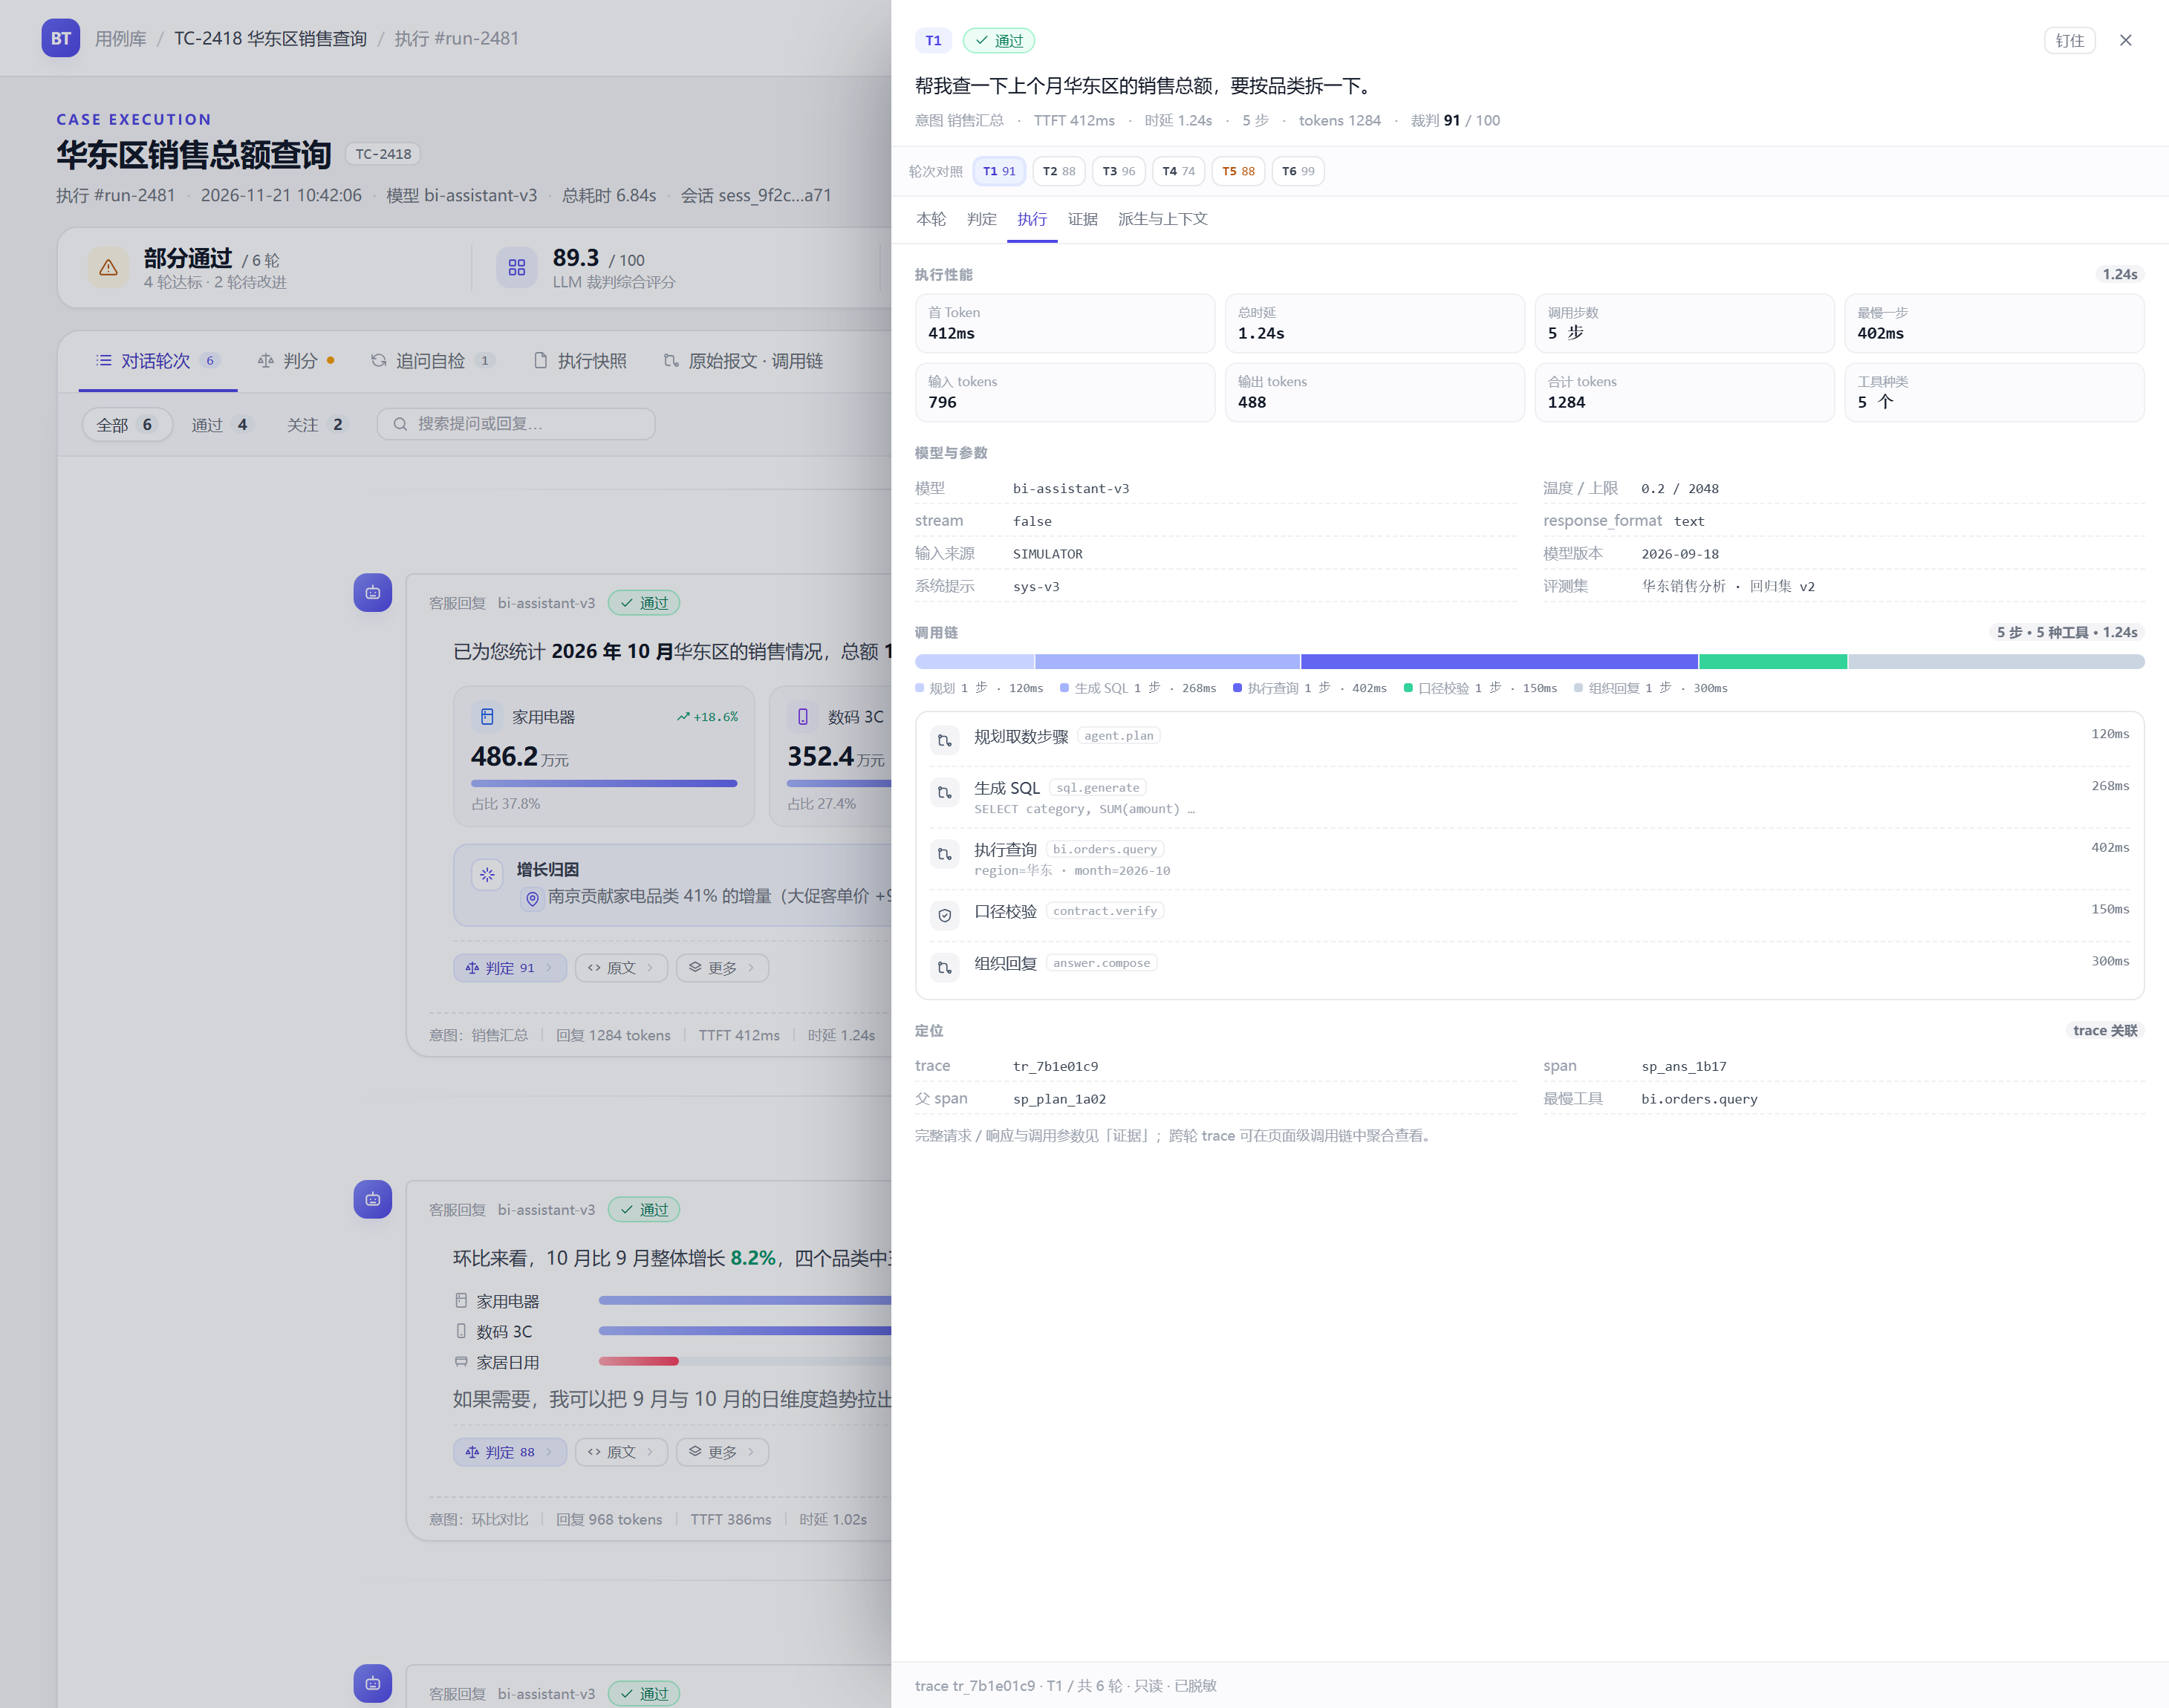 BT 用例库 / TC-2418 华东区销售查询 / 执行 #run-2481
CASE EXECUTION
华东区销售总额查询 TC-2418
执行 #run-2481 · 2026-11-21 10:42:06 · 模型 bi-assistant-v3 · 总耗时 6.84s · 会话 sess_9f2c…a71
部分通过 / 6 轮
4 轮达标 · 2 轮待改进
89.3 / 100
LLM 裁判综合评分
对话轮次 6 判分 追问自检 1 执行快照 原始报文 · 调用链
全部 6 通过 4 关注 2 搜索提问或回复…
客服回复 bi-assistant-v3 通过
已为您统计 2026 年 10 月华东区的销售情况，总额 1
家用电器 +18.6%
486.2 万元
占比 37.8%
数码 3C
352.4 万元
占比 27.4%
增长归因
南京贡献家电品类 41% 的增量（大促客单价 +9
判定 91 原文 更多
意图：销售汇总 回复 1284 tokens TTFT 412ms 时延 1.24s
客服回复 bi-assistant-v3 通过
环比来看，10 月比 9 月整体增长 8.2%，四个品类中
家用电器
数码 3C
家居日用
如果需要，我可以把 9 月与 10 月的日维度趋势拉出
判定 88 原文 更多
意图：环比对比 回复 968 tokens TTFT 386ms 时延 1.02s
客服回复 bi-assistant-v3 通过
T1 通过 钉住
帮我查一下上个月华东区的销售总额，要按品类拆一下。
意图 销售汇总 · TTFT 412ms · 时延 1.24s · 5 步 · tokens 1284 · 裁判 91 / 100
轮次对照 T1 91 T2 88 T3 96 T4 74 T5 88 T6 99
本轮 判定 执行 证据 派生与上下文
执行性能 1.24s
首 Token
412ms
总时延
1.24s
调用步数
5 步
最慢一步
402ms
输入 tokens
796
输出 tokens
488
合计 tokens
1284
工具种类
5 个
模型与参数
模型 bi-assistant-v3 温度 / 上限 0.2 / 2048
stream false response_format text
输入来源 SIMULATOR 模型版本 2026-09-18
系统提示 sys-v3 评测集 华东销售分析 · 回归集 v2
调用链 5 步 • 5 种工具 • 1.24s
规划 1 步 · 120ms 生成 SQL 1 步 · 268ms 执行查询 1 步 · 402ms 口径校验 1 步 · 150ms 组织回复 1 步 · 300ms
规划取数步骤 agent.plan 120ms
生成 SQL sql.generate 268ms
SELECT category, SUM(amount) …
执行查询 bi.orders.query 402ms
region=华东 · month=2026-10
口径校验 contract.verify 150ms
组织回复 answer.compose 300ms
定位 trace 关联
trace tr_7b1e01c9 span sp_ans_1b17
父 span sp_plan_1a02 最慢工具 bi.orders.query
完整请求 / 响应与调用参数见「证据」；跨轮 trace 可在页面级调用链中聚合查看。
trace tr_7b1e01c9 · T1 / 共 6 轮 · 只读 · 已脱敏